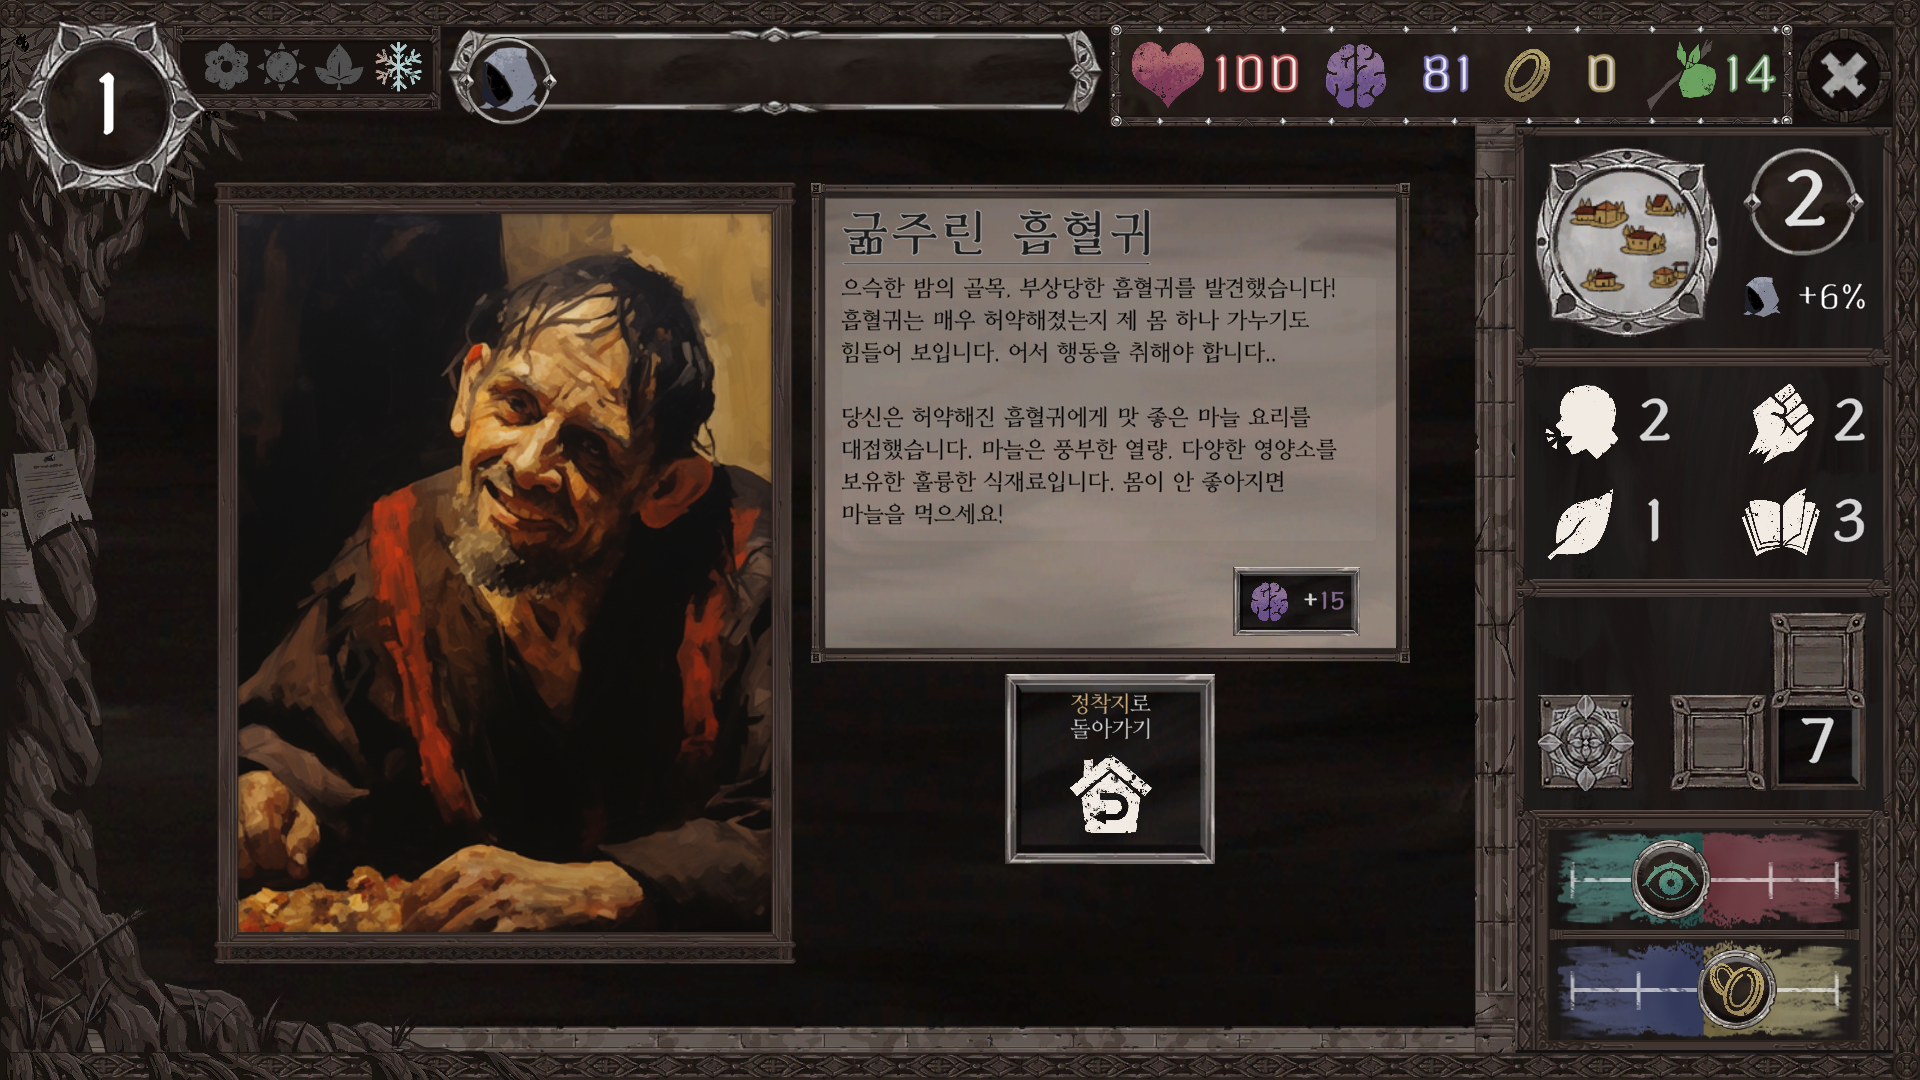 1
100
81
0
14
굶주린 흡혈귀
으슥한 밤의 골목, 부상당한 흡혈귀를 발견했습니다!
흡혈귀는 매우 허약해졌는지 제 몸 하나 가누기도
힘들어 보입니다. 어서 행동을 취해야 합니다..
당신은 허약해진 흡혈귀에게 맛 좋은 마늘 요리를
대접했습니다. 마늘은 풍부한 열량, 다양한 영양소를
보유한 훌륭한 식재료입니다. 몸이 안 좋아지면
마늘을 먹으세요!
+15
정착지로
돌아가기
2
+6%
2
2
1
3
7